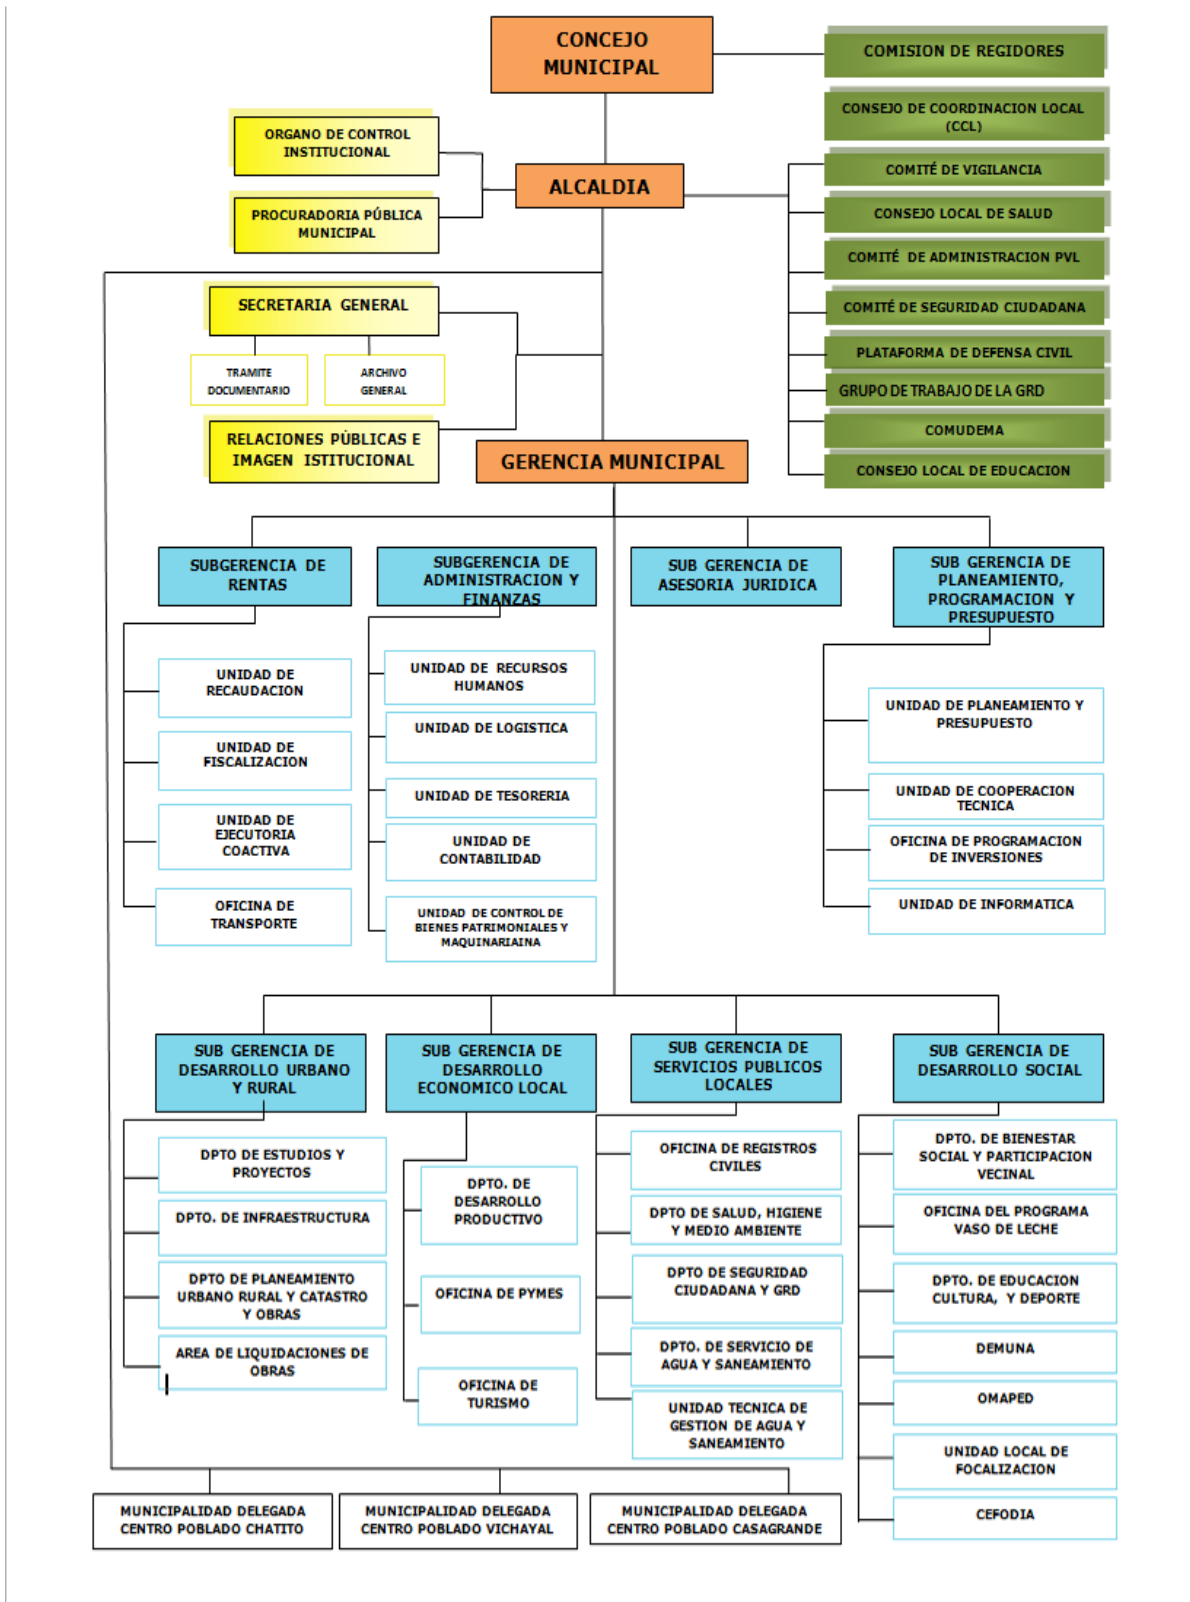 CONCEJO
MUNICIPAL
COMISION DE REGIDORES
CONSEJO DE COORDINACION LOCAL
(CCL)
ORGANO DE CONTROL
INSTITUCIONAL
ALCALDIA
COMITÉ DE VIGILANCIA
PROCURADORIA PÚBLICA
MUNICIPAL
CONSEJO LOCAL DE SALUD
COMITÉ DE ADMINISTRACION PVL
SECRETARIA GENERAL
COMITÉ DE SEGURIDAD CIUDADANA
PLATAFORMA DE DEFENSA CIVIL
TRAMITE
DOCUMENTARIO
ARCHIVO
GENERAL
GRUPO DE TRABAJO DE LA GRD
RELACIONES PÚBLICAS E
IMAGEN ISTITUCIONAL
COMUDEMA
GERENCIA MUNICIPAL
CONSEJO LOCAL DE EDUCACION
SUBGERENCIA DE
RENTAS
SUBGERENCIA DE
ADMINISTRACION Y
FINANZAS
SUB GERENCIA DE
ASESORIA JURIDICA
SUB GERENCIA DE
PLANEAMIENTO,
PROGRAMACION Y
PRESUPUESTO
UNIDAD DE
RECAUDACION
UNIDAD DE
FISCALIZACION
UNIDAD DE
EJECUTORIA
COACTIVA
OFICINA DE
TRANSPORTE
UNIDAD DE RECURSOS
HUMANOS
UNIDAD DE LOGISTICA
UNIDAD DE TESORERIA
UNIDAD DE
CONTABILIDAD
UNIDAD DE CONTROL DE
BIENES PATRIMONIALES Y
MAQUINARIAINA
UNIDAD DE PLANEAMIENTO Y
PRESUPUESTO
UNIDAD DE COOPERACION
TECNICA
OFICINA DE PROGRAMACION
DE INVERSIONES
UNIDAD DE INFORMATICA
SUB GERENCIA DE
DESARROLLO URBANO
Y RURAL
SUB GERENCIA DE
DESARROLLO
ECONOMICO LOCAL
SUB GERENCIA DE
SERVICIOS PUBLICOS
LOCALES
SUB GERENCIA DE
DESARROLLO SOCIAL
DPTO DE ESTUDIOS Y
PROYECTOS
DPTO. DE INFRAESTRUCTURA
DPTO DE PLANEAMIENTO
URBANO RURAL Y CATASTRO
Y OBRAS
AREA DE LIQUIDACIONES DE
OBRAS
DPTO. DE
DESARROLLO
PRODUCTIVO
OFICINA DE PYMES
OFICINA DE
TURISMO
OFICINA DE REGISTROS
CIVILES
DPTO DE SALUD, HIGIENE
Y MEDIO AMBIENTE
DPTO DE SEGURIDAD
CIUDADANA Y GRD
DPTO. DE SERVICIO DE
AGUA Y SANEAMIENTO
UNIDAD TECNICA DE
GESTION DE AGUA Y
SANEAMIENTO
DPTO. DE BIENESTAR
SOCIAL Y PARTICIPACION
VECINAL
OFICINA DEL PROGRAMA
VASO DE LECHE
DPTO. DE EDUCACION
CULTURA, Y DEPORTE
DEMUNA
OMAPED
UNIDAD LOCAL DE
FOCALIZACION
CEFODIA
MUNICIPALIDAD DELEGADA
CENTRO POBLADO CHATITO
MUNICIPALIDAD DELEGADA
CENTRO POBLADO VICHAYAL
MUNICIPALIDAD DELEGADA
CENTRO POBLADO CASAGRANDE